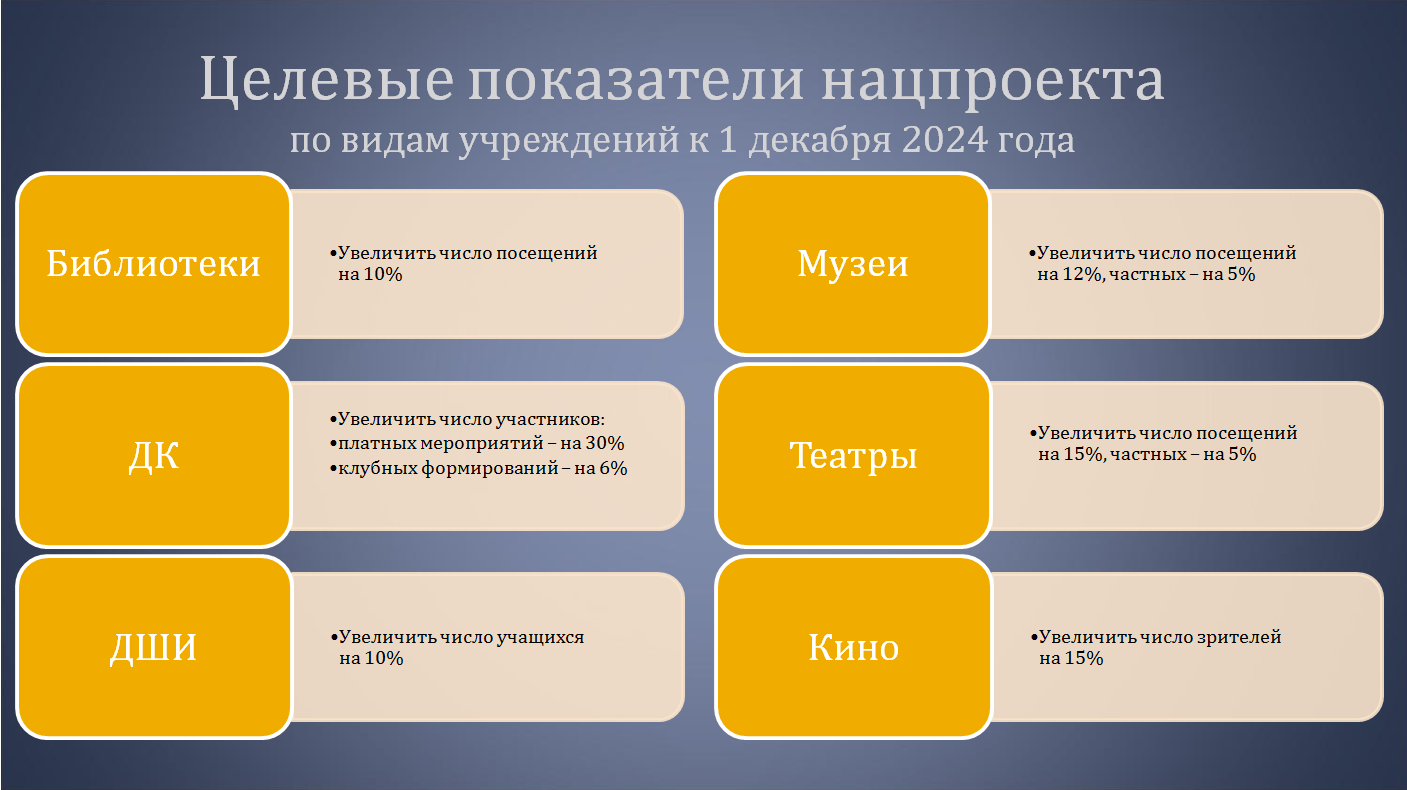 Целевые показатели нацпроекта
по видам учреждений к 1 декабря 2024 года
Библиотеки
•Увеличить число посещений
на 10%
ДК
•Увеличить число участников:
•платных мероприятий – на 30%
•клубных формирований – на 6%
ДШИ
•Увеличить число учащихся
на 10%
Музеи
•Увеличить число посещений
на 12%, частных – на 5%
Театры
•Увеличить число посещений
на 15%, частных – на 5%
Кино
•Увеличить число зрителей
на 15%